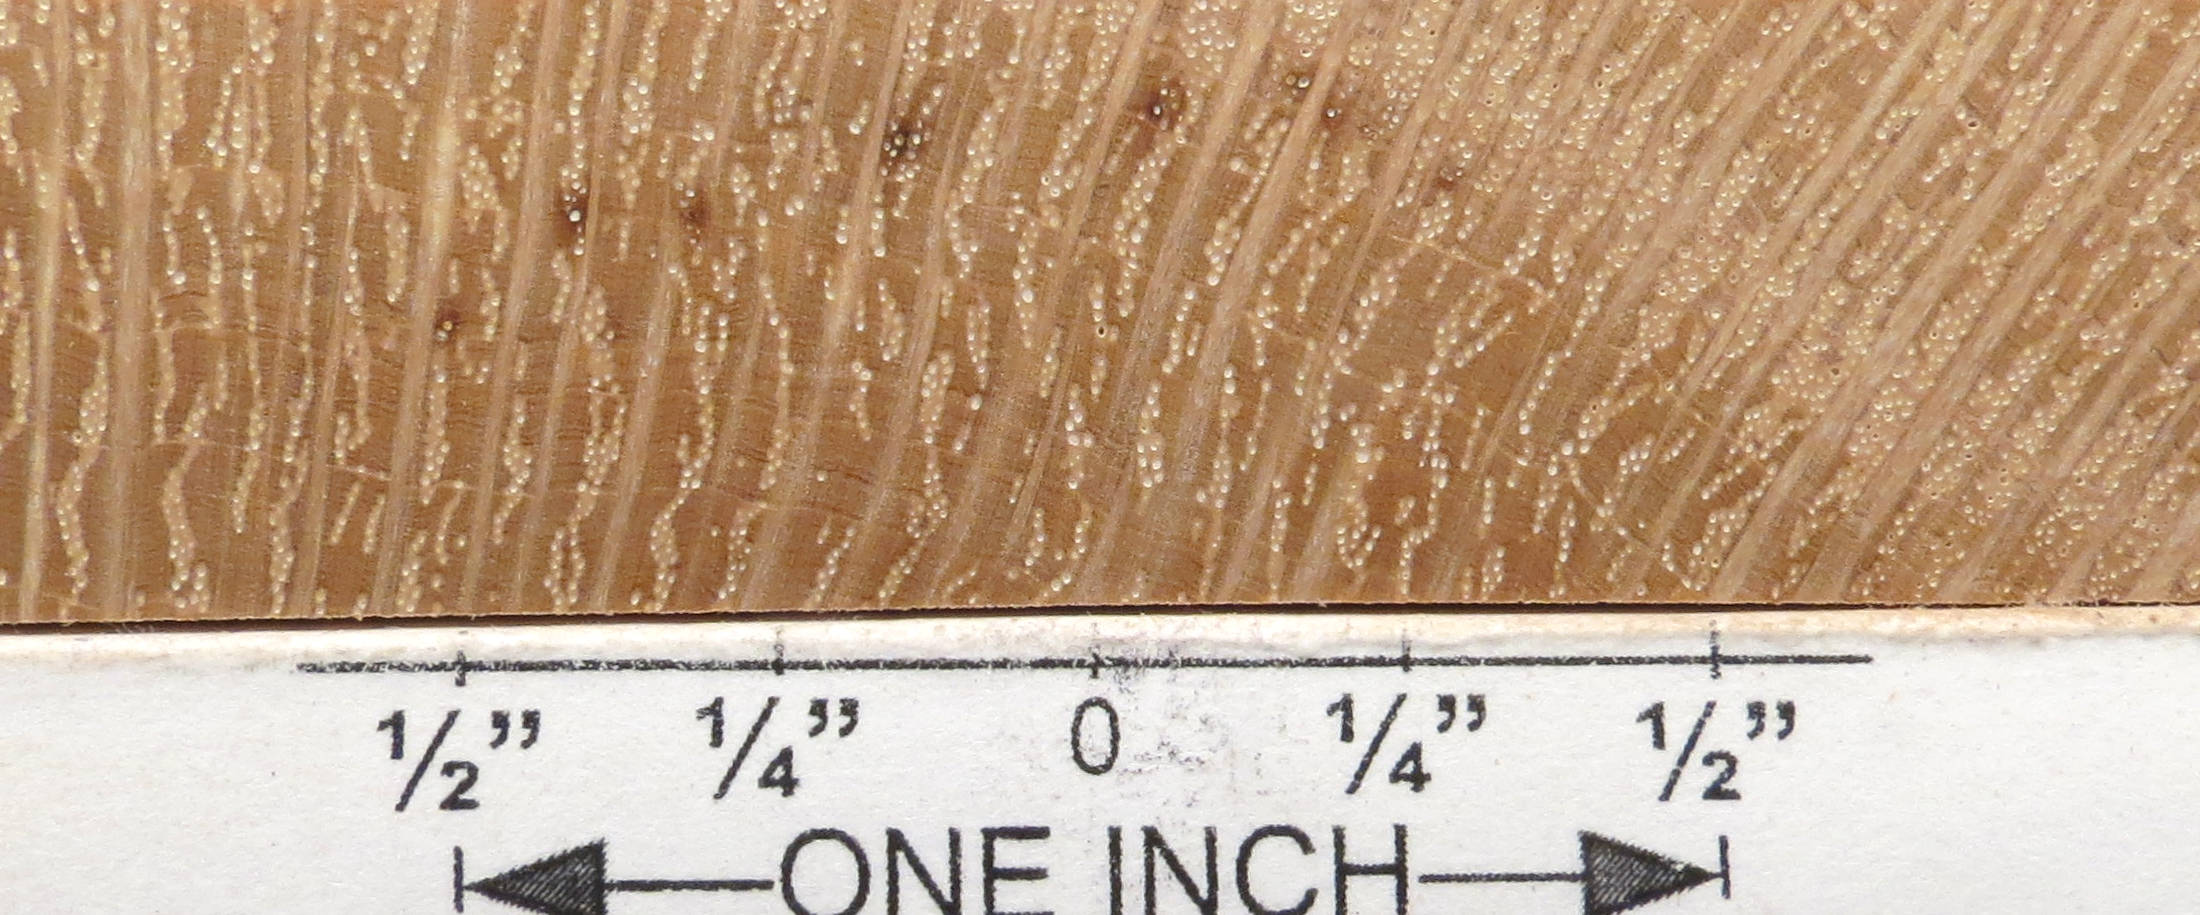 1/2” 1/4” 0 1/4” 1/2”
ONE INCH